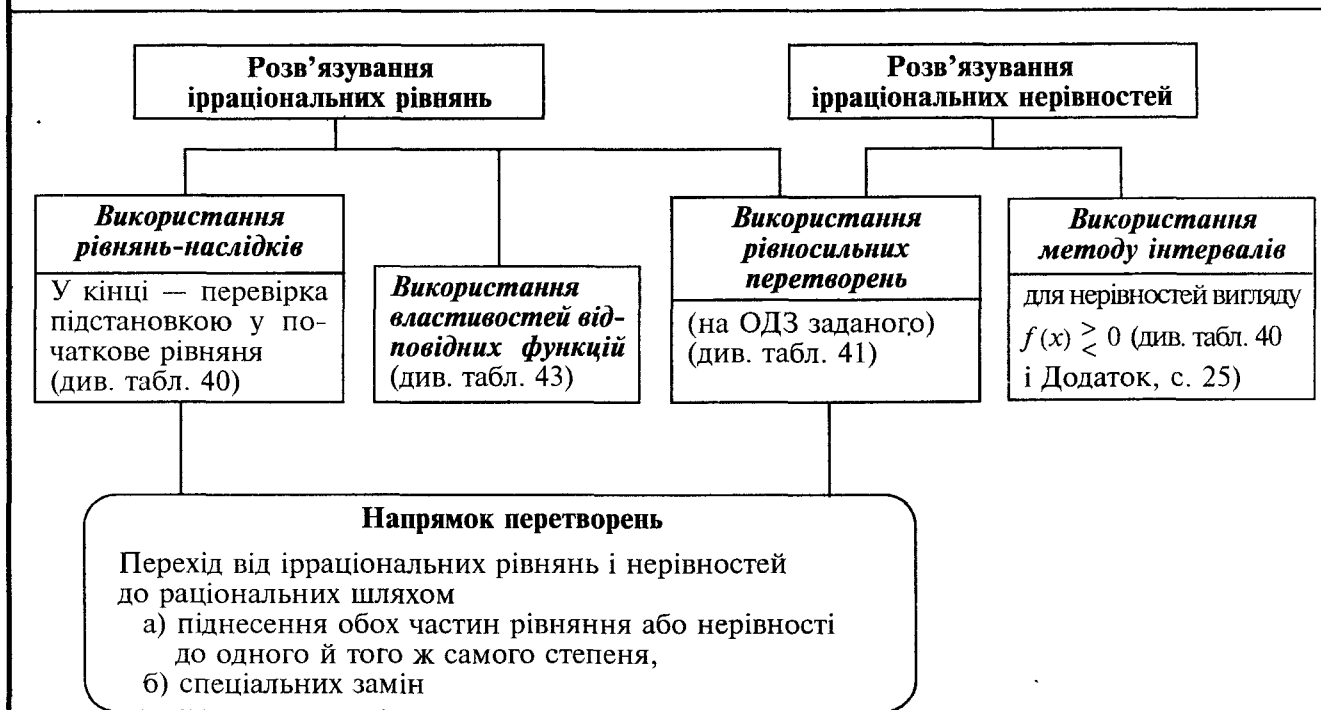 Розв’язування
ірраціональних рівнянь
Розв’язування
ірраціональних нерівностей
Використання
рівнянь-наслідків
У кінці — перевірка
підстановкою у по-
чаткове рівняня
(див. табл. 40)
Використання
властивостей від-
повідних функцій
(див. табл. 43)
Використання
рівносильних
перетворень
(на ОДЗ заданого)
(див. табл. 41)
Використання
методу інтервалів
для нерівностей вигляду
f (x) ≷ 0 (див. табл. 40
і Додаток, с. 25)
Напрямок перетворень
Перехід від ірраціональних рівнянь і нерівностей
до раціональних шляхом
а) піднесення обох частин рівняння або нерівності
до одного й того ж самого степеня,
б) спеціальних замін